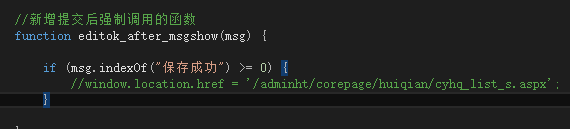 //新增提交后强制调用的函数
function editok_after_msgshow(msg) {
if (msg.indexOf("保存成功") >= 0) {
//window.location.href = '/adminht/corepage/huiqian/cyhq_list_s.aspx';
}